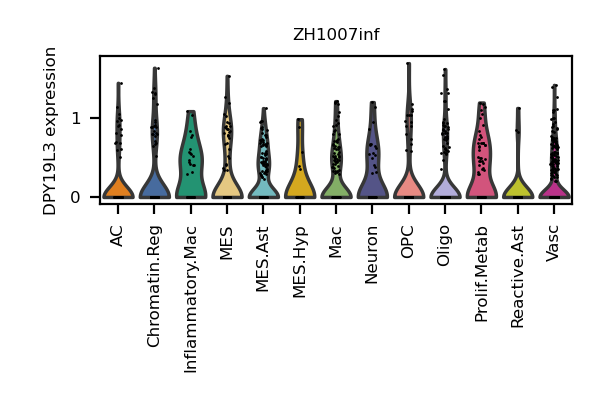 ZH1007inf
DPY19L3 expression
1
0
AC
Chromatin.Reg
Inflammatory.Mac
MES
MES.Ast
MES.Hyp
Mac
Neuron
OPC
Oligo
Prolif.Metab
Reactive.Ast
Vasc